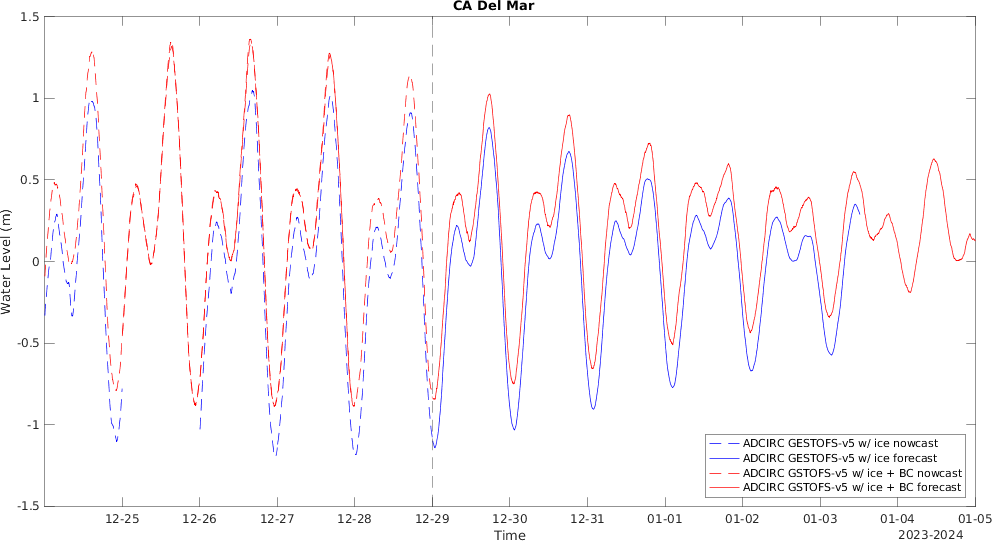 CA Del Mar
1.5
1
0.5
0
-0.5
-1
-1.5
Water Level (m)
12-25 12-26 12-27 12-28 12-29 12-30 12-31 01-01 01-02 01-03 01-04 01-05
Time
2023-2024
ADCIRC GESTOFS-v5 w/ ice nowcast
ADCIRC GESTOFS-v5 w/ ice forecast
ADCIRC GSTOFS-v5 w/ ice + BC nowcast
ADCIRC GSTOFS-v5 w/ ice + BC forecast